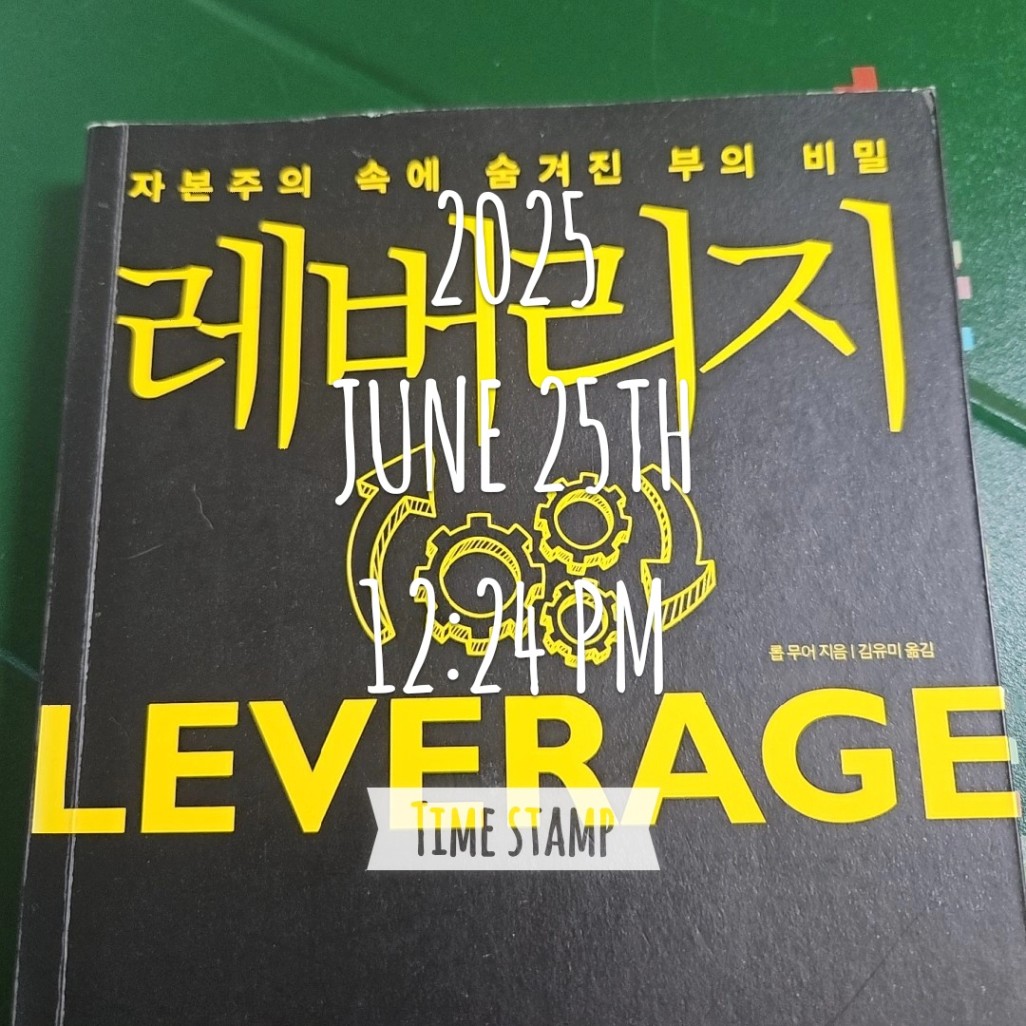 자본주의 속에 숨겨진 부의 비밀
레버리지
2025
JUNE 25TH
12:24 PM
롭 무어 지음 | 김유미 옮김
LEVERAGE
TIME STAMP